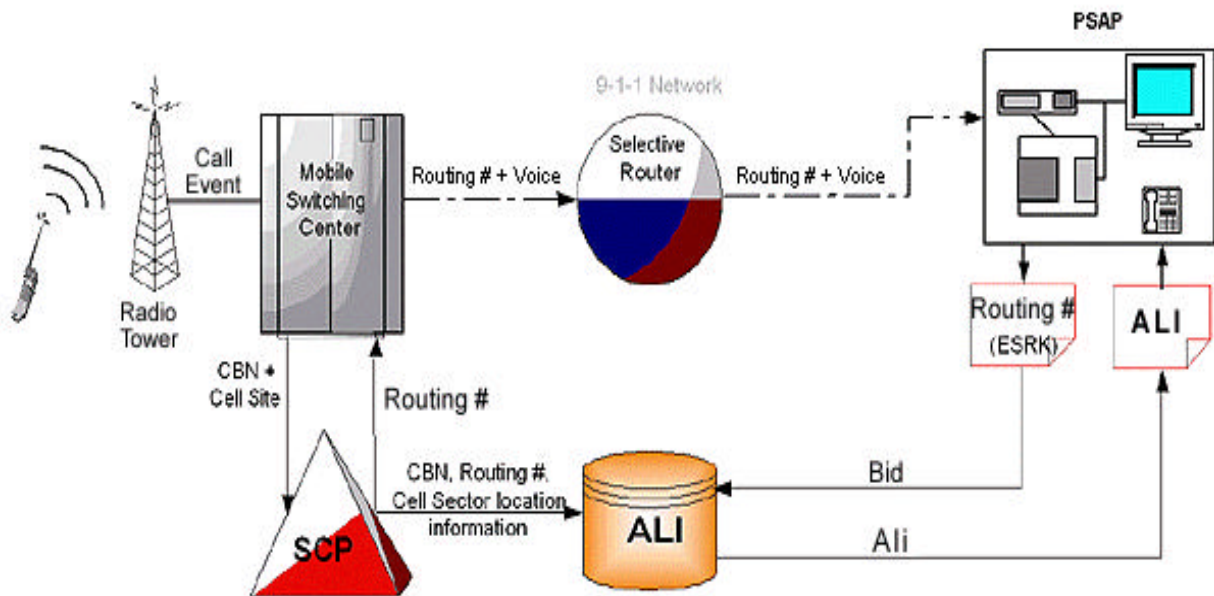 PSAP
9-1-1 Network
Call
Event
Mobile
Switching
Center
Routing # + Voice
Selective
Router
Routing # + Voice
Radio
Tower
CBN +
Cell Site
Routing #
Routing #
(ESRK)
ALI
CBN, Routing #,
Cell Sector location
information
SCP
ALI
Bid
Ali